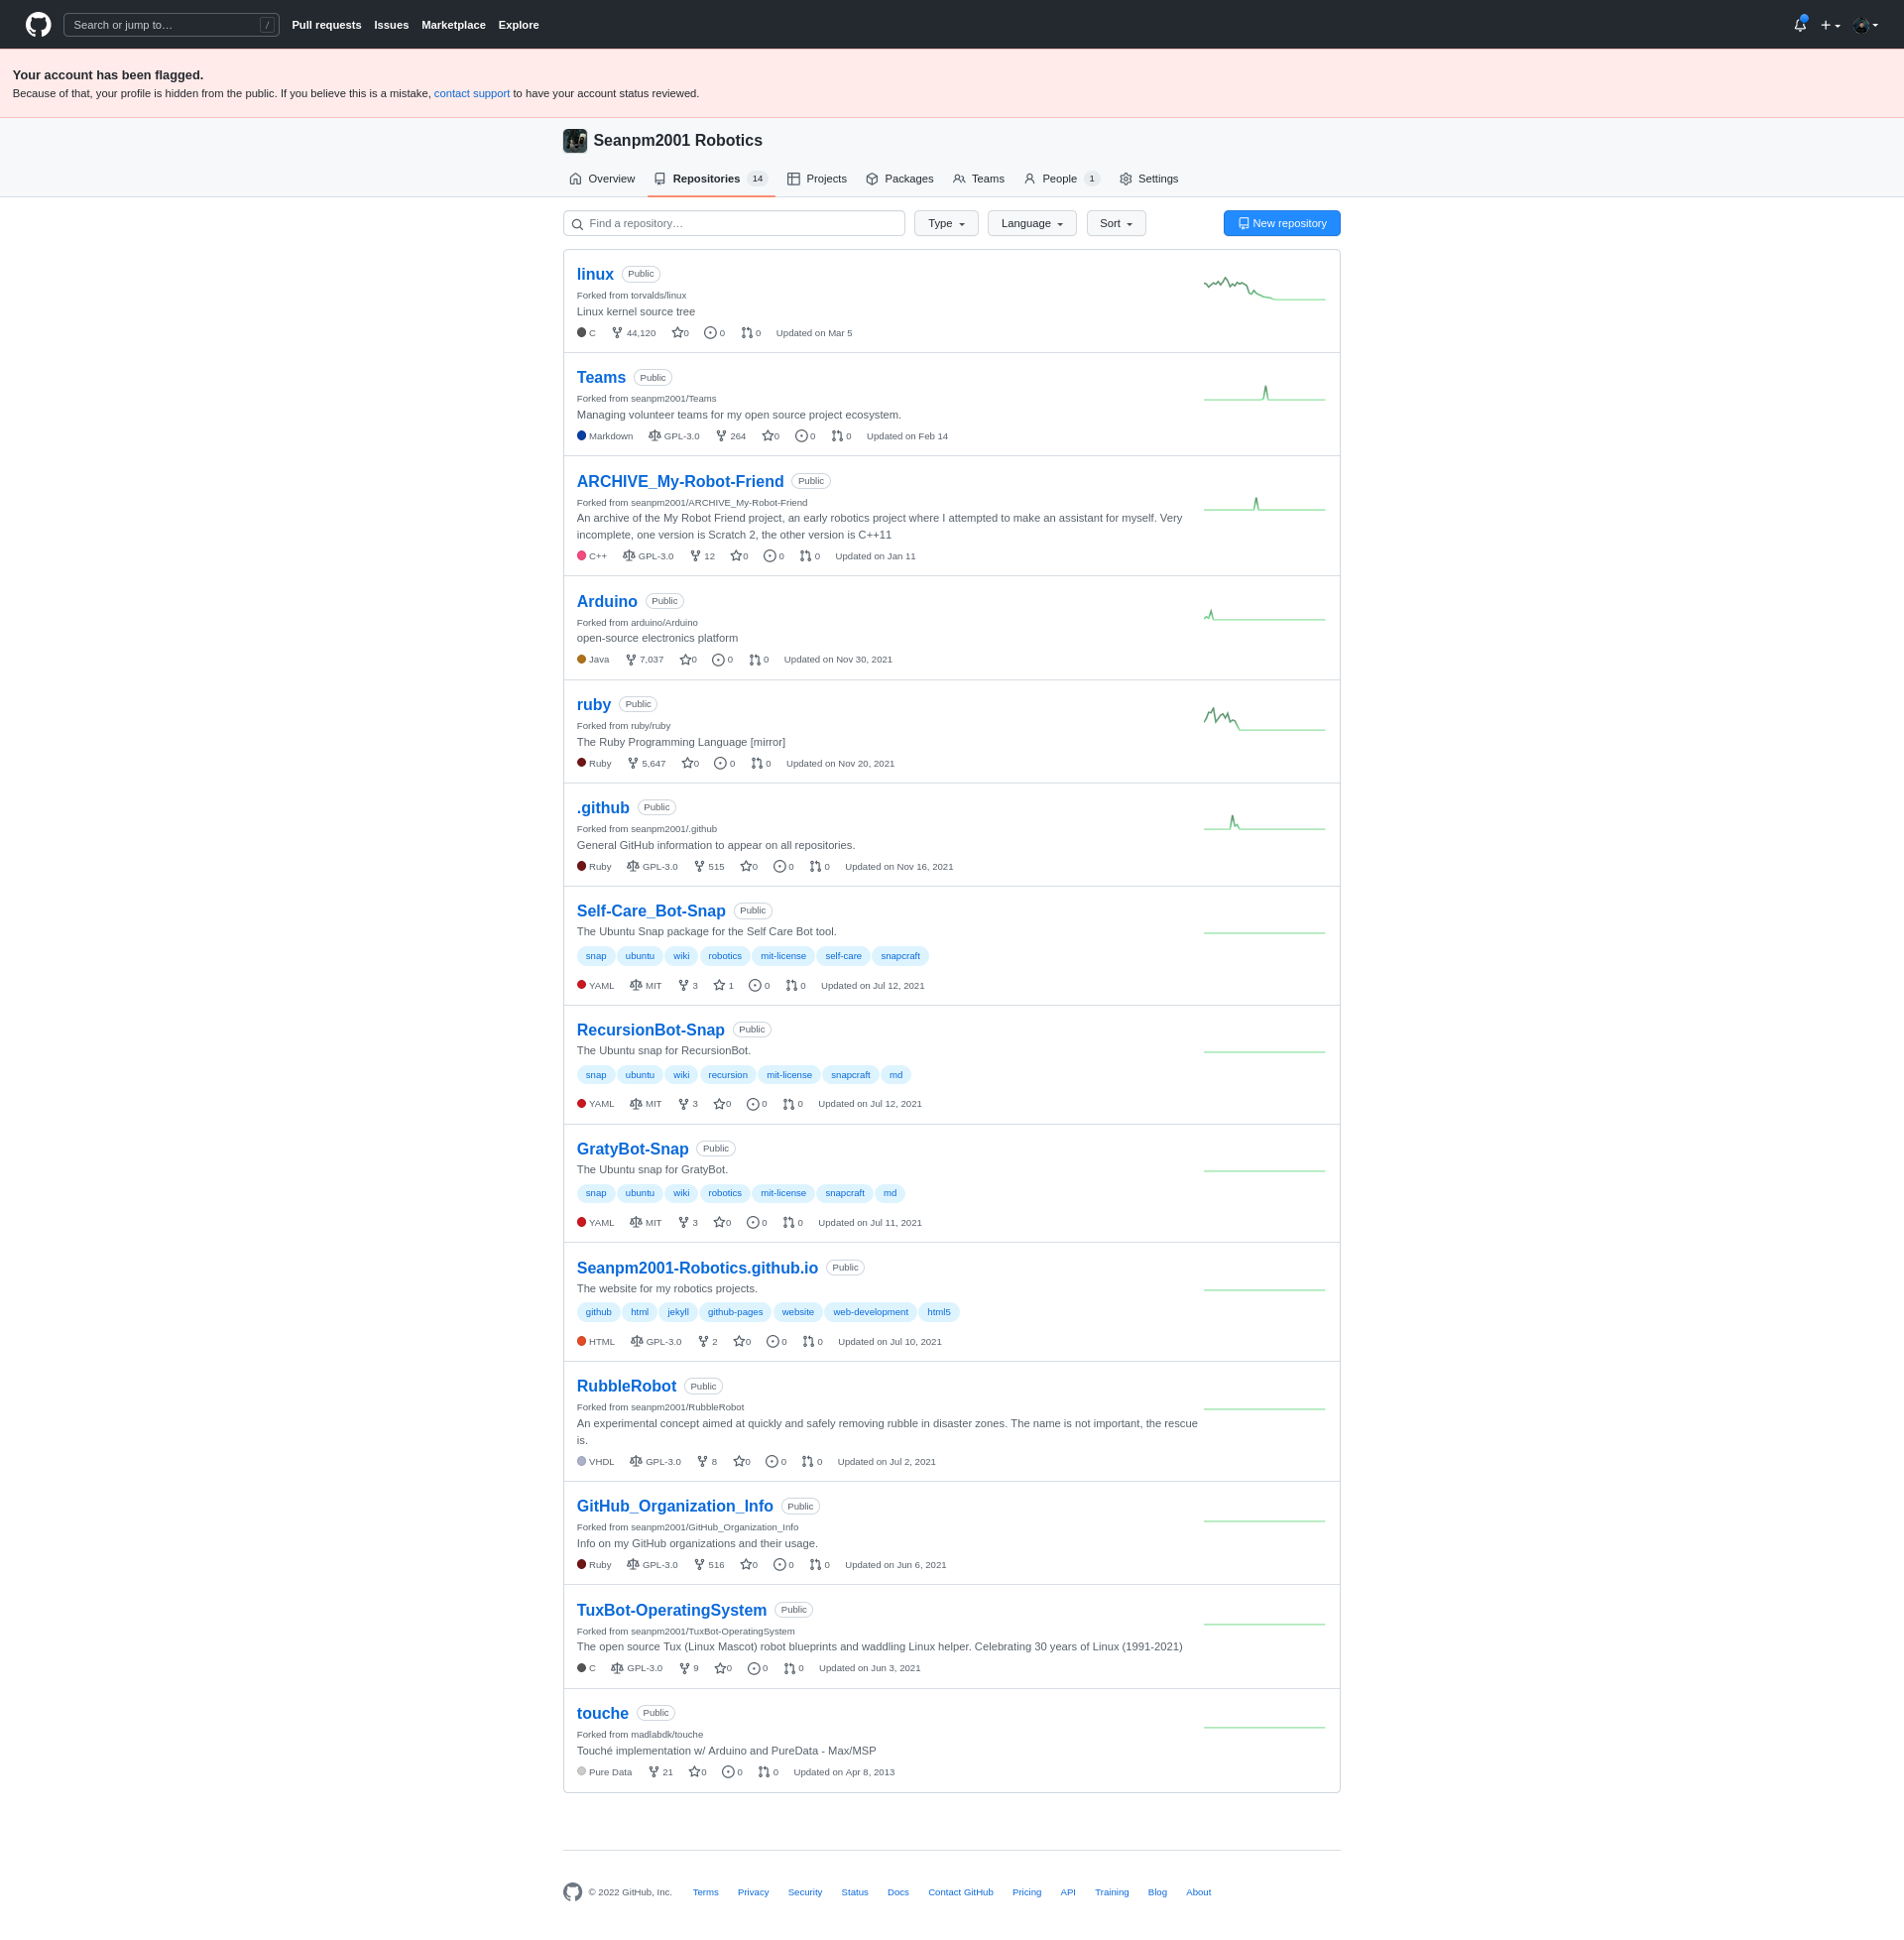 Search or jump to… /
Pull requests Issues Marketplace Explore
Your account has been flagged.
Because of that, your profile is hidden from the public. If you believe this is a mistake, contact support to have your account status reviewed.
Seanpm2001 Robotics
Overview Repositories 14 Projects Packages Teams People 1 Settings
Find a repository… Type Language Sort New repository
linux Public
Forked from torvalds/linux
Linux kernel source tree
C 44,120 0 0 0 Updated on Mar 5
Teams Public
Forked from seanpm2001/Teams
Managing volunteer teams for my open source project ecosystem.
Markdown GPL-3.0 264 0 0 0 Updated on Feb 14
ARCHIVE_My-Robot-Friend Public
Forked from seanpm2001/ARCHIVE_My-Robot-Friend
An archive of the My Robot Friend project, an early robotics project where I attempted to make an assistant for myself. Very
incomplete, one version is Scratch 2, the other version is C++11
C++ GPL-3.0 12 0 0 0 Updated on Jan 11
Arduino Public
Forked from arduino/Arduino
open-source electronics platform
Java 7,037 0 0 0 Updated on Nov 30, 2021
ruby Public
Forked from ruby/ruby
The Ruby Programming Language [mirror]
Ruby 5,647 0 0 0 Updated on Nov 20, 2021
.github Public
Forked from seanpm2001/.github
General GitHub information to appear on all repositories.
Ruby GPL-3.0 515 0 0 0 Updated on Nov 16, 2021
Self-Care_Bot-Snap Public
The Ubuntu Snap package for the Self Care Bot tool.
snap ubuntu wiki robotics mit-license self-care snapcraft
YAML MIT 3 1 0 0 Updated on Jul 12, 2021
RecursionBot-Snap Public
The Ubuntu snap for RecursionBot.
snap ubuntu wiki recursion mit-license snapcraft md
YAML MIT 3 0 0 0 Updated on Jul 12, 2021
GratyBot-Snap Public
The Ubuntu snap for GratyBot.
snap ubuntu wiki robotics mit-license snapcraft md
YAML MIT 3 0 0 0 Updated on Jul 11, 2021
Seanpm2001-Robotics.github.io Public
The website for my robotics projects.
github html jekyll github-pages website web-development html5
HTML GPL-3.0 2 0 0 0 Updated on Jul 10, 2021
RubbleRobot Public
Forked from seanpm2001/RubbleRobot
An experimental concept aimed at quickly and safely removing rubble in disaster zones. The name is not important, the rescue
is.
VHDL GPL-3.0 8 0 0 0 Updated on Jul 2, 2021
GitHub_Organization_Info Public
Forked from seanpm2001/GitHub_Organization_Info
Info on my GitHub organizations and their usage.
Ruby GPL-3.0 516 0 0 0 Updated on Jun 6, 2021
TuxBot-OperatingSystem Public
Forked from seanpm2001/TuxBot-OperatingSystem
The open source Tux (Linux Mascot) robot blueprints and waddling Linux helper. Celebrating 30 years of Linux (1991-2021)
C GPL-3.0 9 0 0 0 Updated on Jun 3, 2021
touche Public
Forked from madlabdk/touche
Touché implementation w/ Arduino and PureData - Max/MSP
Pure Data 21 0 0 0 Updated on Apr 8, 2013
© 2022 GitHub, Inc. Terms Privacy Security Status Docs Contact GitHub Pricing API Training Blog About